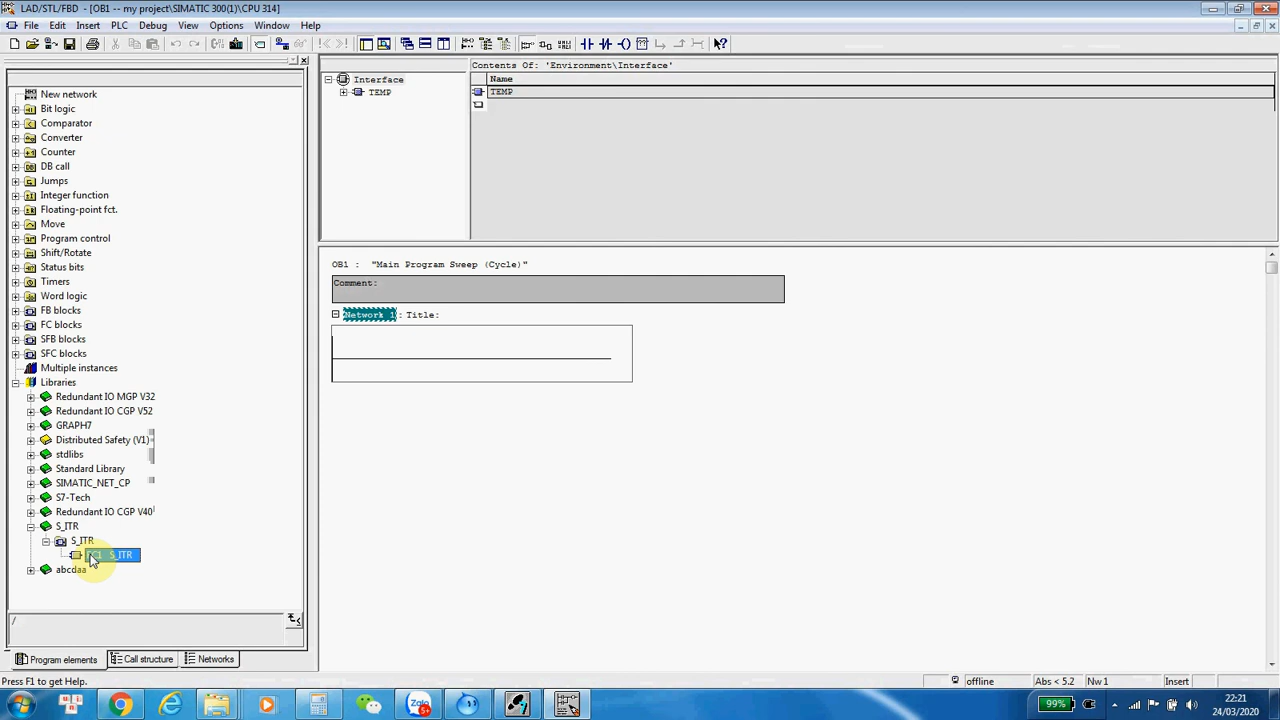 LAD/STL/FBD - [OB1 -- my project\SIMATIC 300(1)\CPU 314]
File Edit Insert PLC Debug View Options Window Help
New network
Bit logic
Comparator
Converter
Counter
DB call
Jumps
Integer function
Floating-point fct.
Move
Program control
Shift/Rotate
Status bits
Timers
Word logic
FB blocks
FC blocks
SFB blocks
SFC blocks
Multiple instances
Libraries
Redundant IO MGP V32
Redundant IO CGP V52
GRAPH7
Distributed Safety (V1)
stdlibs
Standard Library
SIMATIC_NET_CP
S7-Tech
Redundant IO CGP V40
S_ITR
S_ITR
S_ITR
abcdaa
/
Program elements Call structure Networks
Interface
TEMP
Contents Of: 'Environment\Interface'
Name
TEMP
OB1 : "Main Program Sweep (Cycle)"
Comment:
Network 1 : Title:
Press F1 to get Help.
offline Abs < 5.2 Nw 1 Insert
Zalo
5+
99%
22:21
24/03/2020